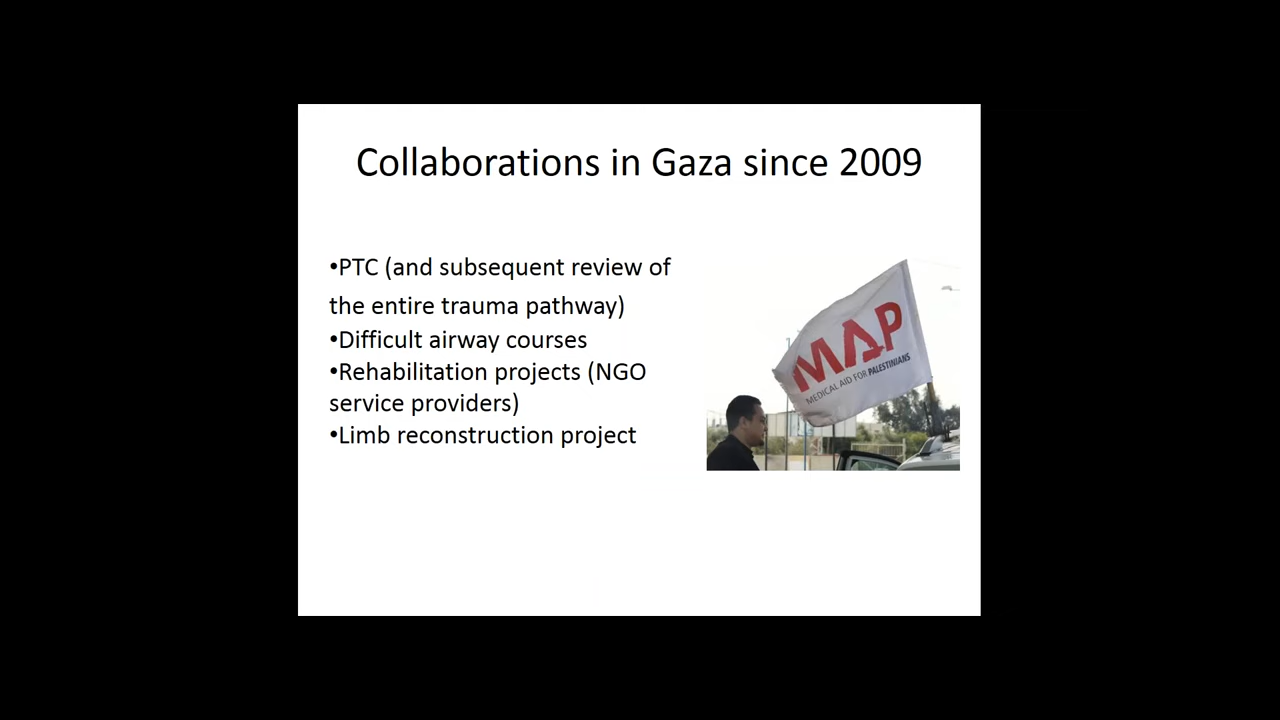 Collaborations in Gaza since 2009
•PTC (and subsequent review of
the entire trauma pathway)
•Difficult airway courses
•Rehabilitation projects (NGO
service providers)
•Limb reconstruction project
MAP
MEDICAL AID FOR PALESTINIANS